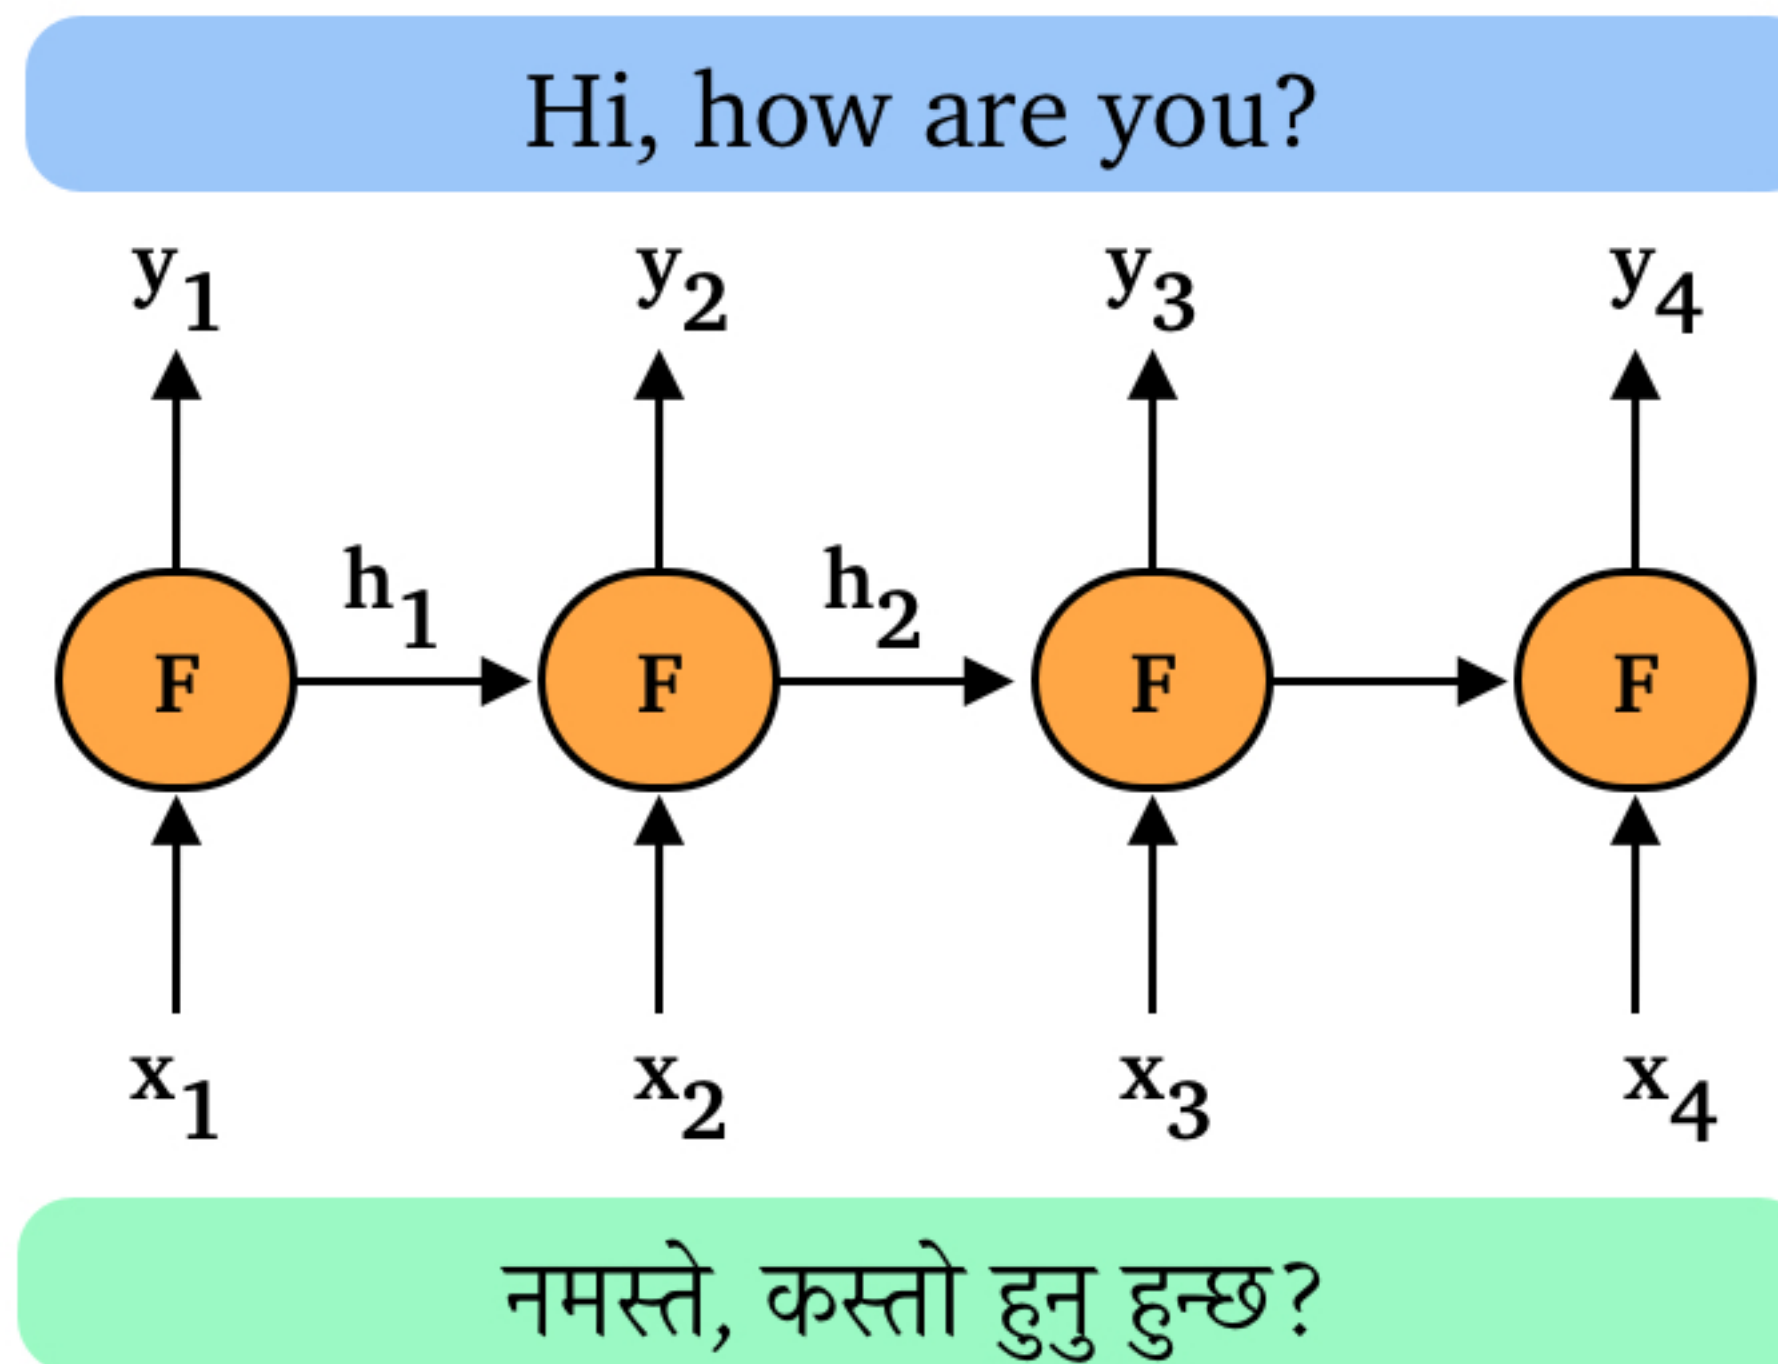 Hi, how are you?
y1 y2 y3 y4
h1 h2
F F F F
x1 x2 x3 x4
नमस्ते, कस्तो हुनु हुन्छ?